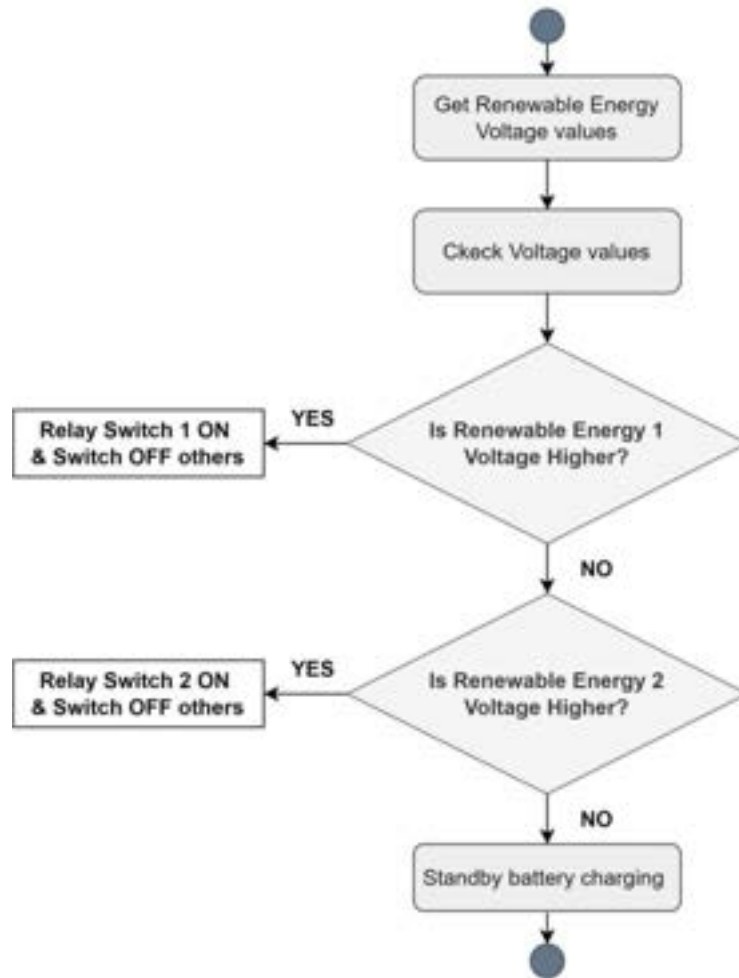 Get Renewable Energy
Voltage values
Ckeck Voltage values
Is Renewable Energy 1
Voltage Higher?
YES
Relay Switch 1 ON
& Switch OFF others
NO
Is Renewable Energy 2
Voltage Higher?
YES
Relay Switch 2 ON
& Switch OFF others
NO
Standby battery charging